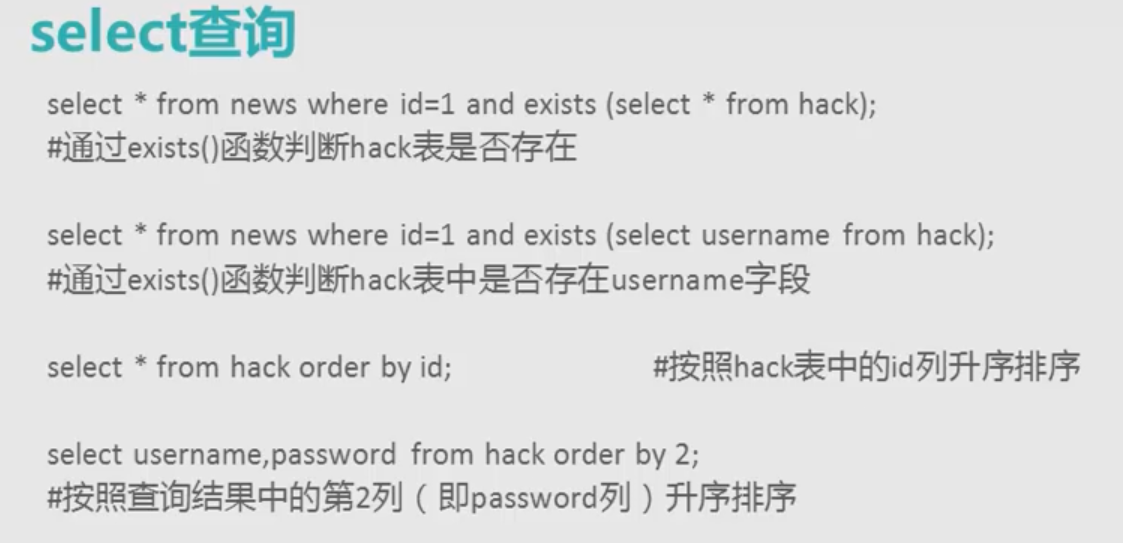 select查询
select * from news where id=1 and exists (select * from hack);
#通过exists()函数判断hack表是否存在
select * from news where id=1 and exists (select username from hack);
#通过exists()函数判断hack表中是否存在username字段
select * from hack order by id; #按照hack表中的id列升序排序
select username,password from hack order by 2;
#按照查询结果中的第2列（即password列）升序排序